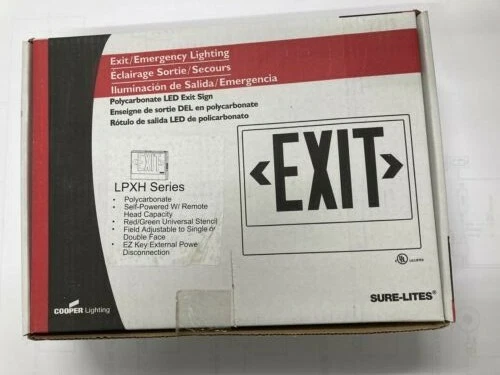 Exit/Emergency Lighting
Éclairage Sortie/Secours
Iluminación de Salida/Emergencia
Polycarbonate LED Exit Sign
Enseigne de sortie DEL en polycarbonate
Rótulo de salida LED de policarbonato
LPXH Series
• Polycarbonate
• Self-Powered W/ Remote
Head Capacity
• Red/Green Universal Stencil
• Field Adjustable to Single or
Double Face
• EZ Key External Powe
Disconnection
EXIT
UL
COOPER Lighting
SURE-LITES®